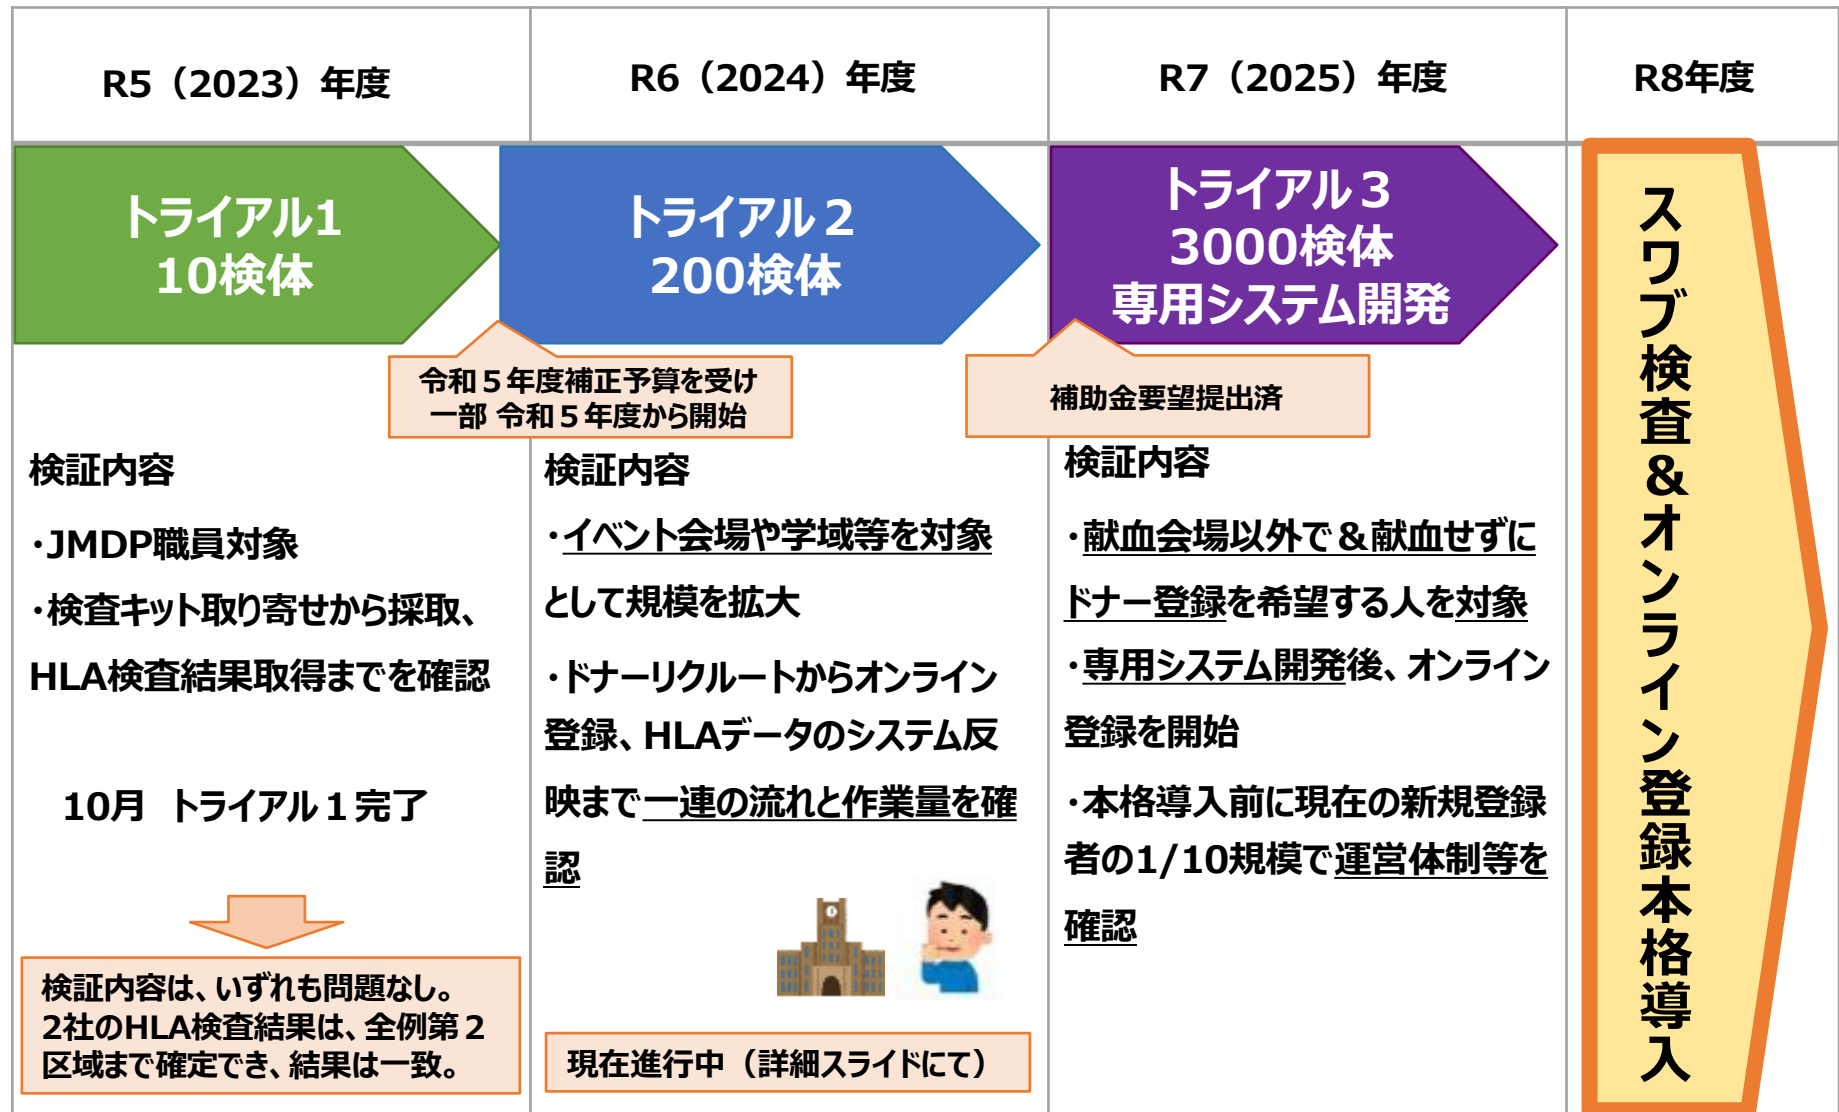 R5（2023）年度
R6（2024）年度
R7（2025）年度
R8年度
トライアル1
10検体
トライアル２
200検体
トライアル３
3000検体
専用システム開発
令和５年度補正予算を受け
一部 令和５年度から開始
補助金要望提出済
検証内容
・JMDP職員対象
・検査キット取り寄せから採取、
HLA検査結果取得までを確認
10月 トライアル１完了
検証内容は、いずれも問題なし。
2社のHLA検査結果は、全例第２
区域まで確定でき、結果は一致。
検証内容
・イベント会場や学域等を対象
として規模を拡大
・ドナーリクルートからオンライン
登録、HLAデータのシステム反
映まで一連の流れと作業量を確
認
現在進行中（詳細スライドにて）
検証内容
・献血会場以外で＆献血せずに
ドナー登録を希望する人を対象
・専用システム開発後、オンライン
登録を開始
・本格導入前に現在の新規登録
者の1/10規模で運営体制等を
確認
スワブ検査＆オンライン登録本格導入